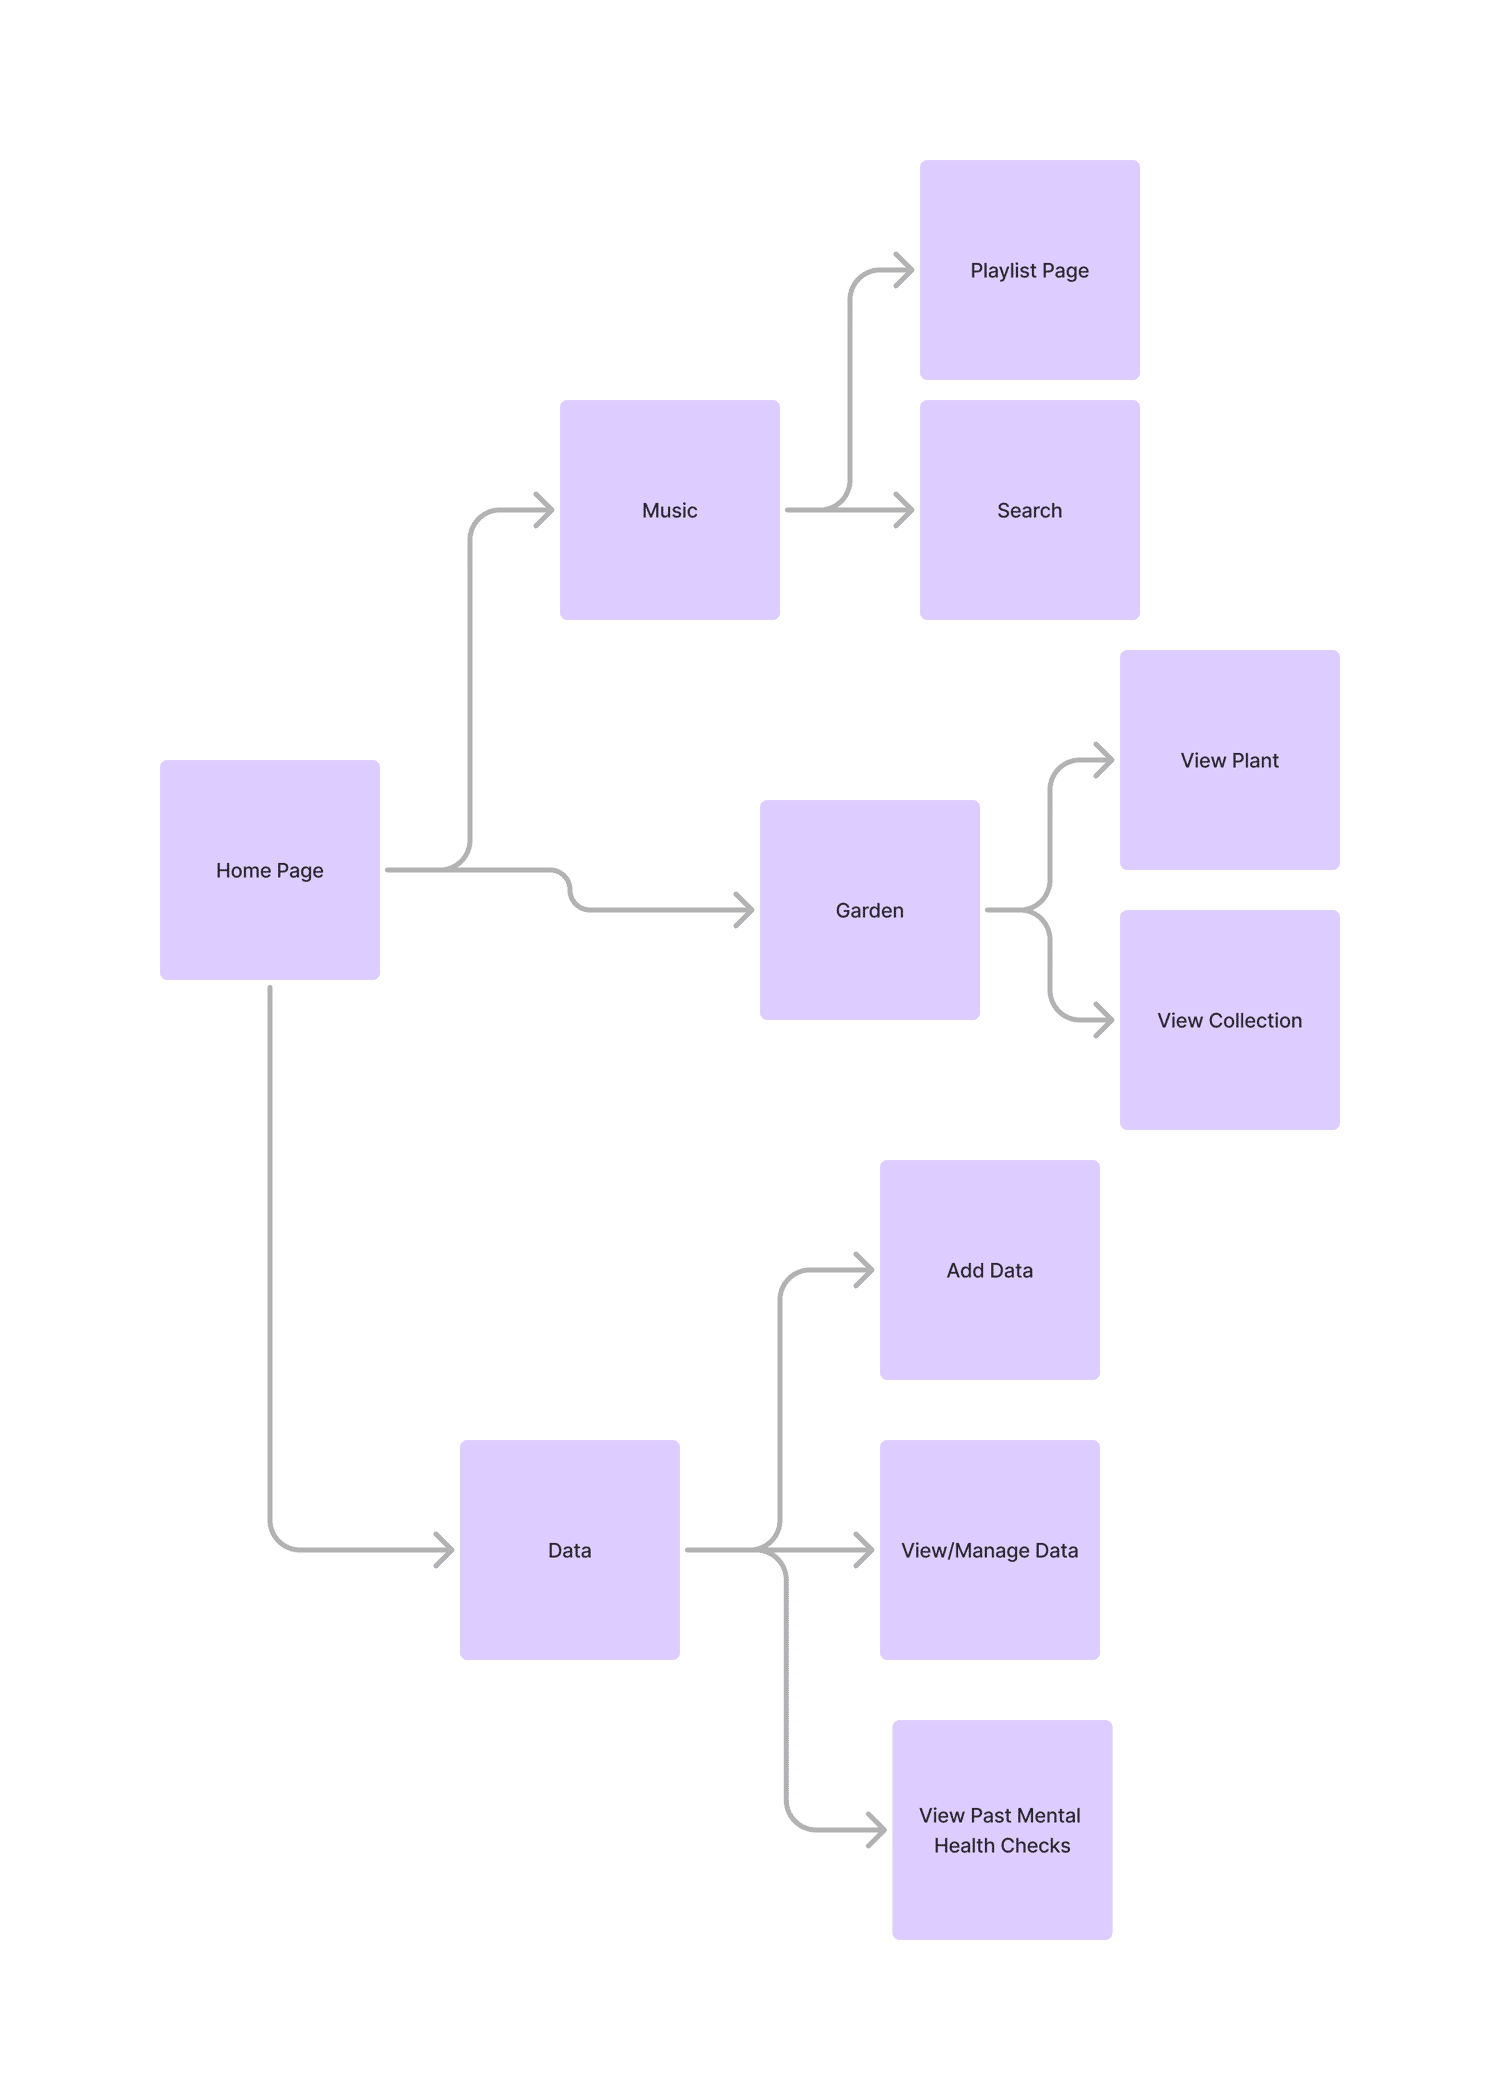 Playlist Page
Music
Search
View Plant
Home Page
Garden
View Collection
Add Data
Data
View/Manage Data
View Past Mental
Health Checks